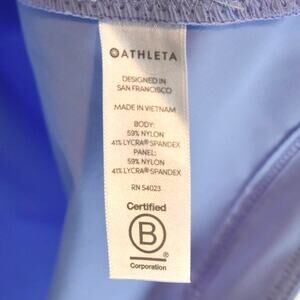 ATHLETA
DESIGNED IN
SAN FRANCISCO
MADE IN VIETNAM
BODY:
59% NYLON
41% LYCRA® SPANDEX
PANEL:
59% NYLON
41% LYCRA® SPANDEX
RN 54023
Certified
B
®
Corporation